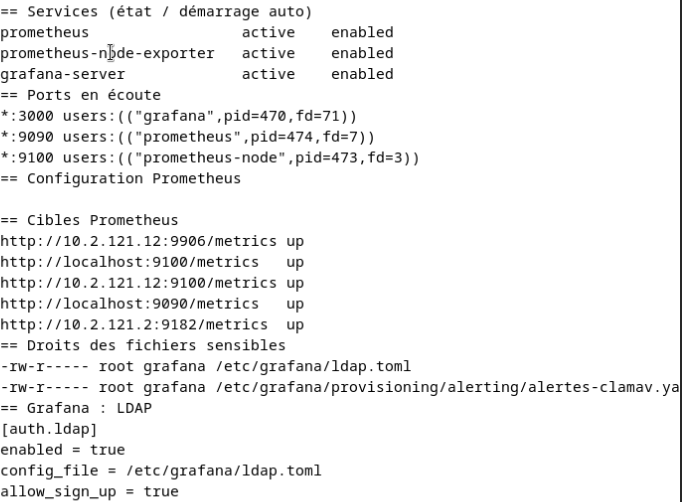 == Services (état / démarrage auto)
prometheus active enabled
prometheus-node-exporter active enabled
grafana-server active enabled
== Ports en écoute
*:3000 users:(("grafana",pid=470,fd=71))
*:9090 users:(("prometheus",pid=474,fd=7))
*:9100 users:(("prometheus-node",pid=473,fd=3))
== Configuration Prometheus
== Cibles Prometheus
http://10.2.121.12:9906/metrics up
http://localhost:9100/metrics up
http://10.2.121.12:9100/metrics up
http://localhost:9090/metrics up
http://10.2.121.2:9182/metrics up
== Droits des fichiers sensibles
-rw-r----- root grafana /etc/grafana/ldap.toml
-rw-r----- root grafana /etc/grafana/provisioning/alerting/alertes-clamav.ya
== Grafana : LDAP
[auth.ldap]
enabled = true
config_file = /etc/grafana/ldap.toml
allow_sign_up = true